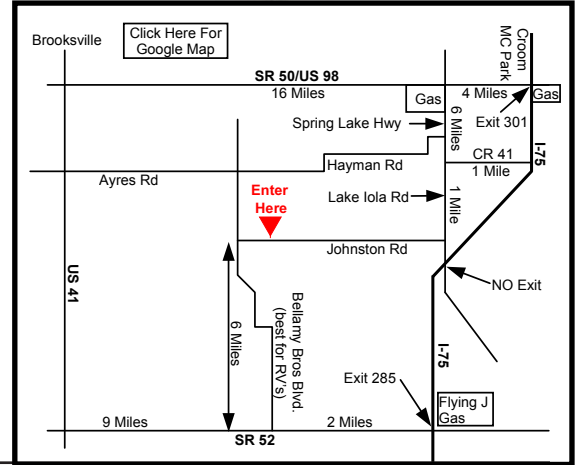 Brooksville
Click Here For
Google Map
Croom
MC Park
SR 50/US 98
16 Miles
Gas
4 Miles
Gas
Spring Lake Hwy
6 Miles
Exit 301
I-75
CR 41
1 Mile
Hayman Rd
Ayres Rd
Enter
Here
Lake Iola Rd
1 Mile
Johnston Rd
US 41
NO Exit
6 Miles
Bellamy Bros Blvd.
(best for RV's)
I-75
Exit 285
Flying J
Gas
9 Miles
2 Miles
SR 52